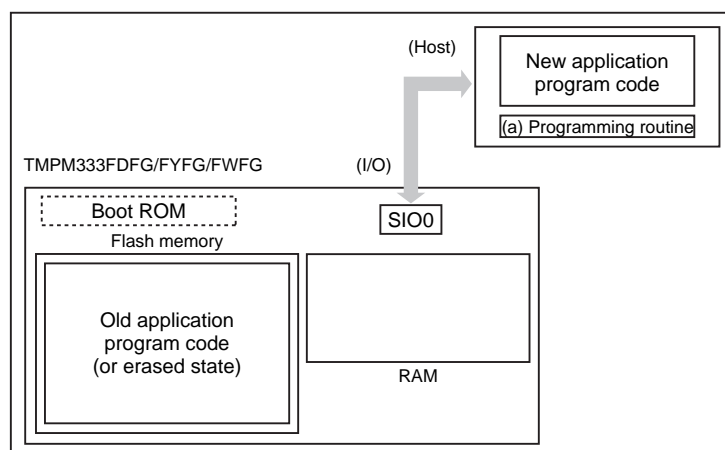 (Host)
New application
program code
(a) Programming routine
TMPM333FDFG/FYFG/FWFG
(I/O)
Boot ROM
SIO0
Flash memory
Old application
program code
(or erased state)
RAM